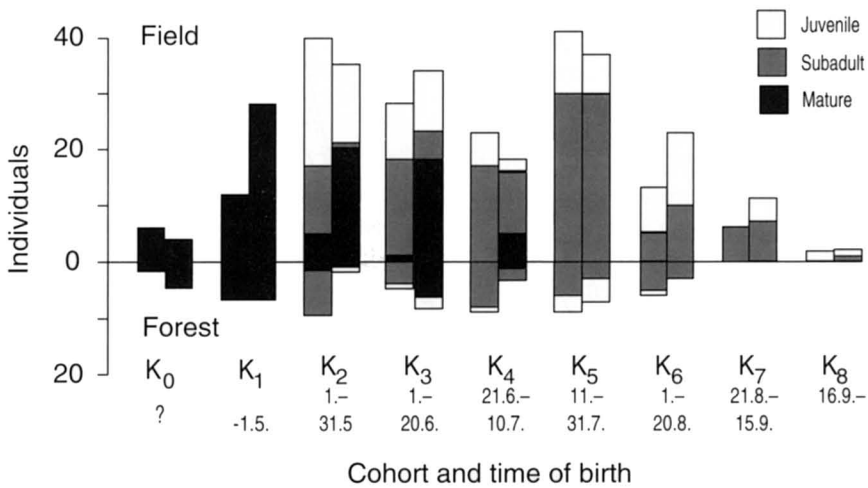 Field
Juvenile
Subadult
Mature
40
20
0
20
Individuals
Forest
K0 K1 K2 K3 K4 K5 K6 K7 K8
1.– 1.– 21.6.– 11.– 1.– 21.8.– 16.9.–
? -1.5. 31.5 20.6. 10.7. 31.7. 20.8. 15.9.
Cohort and time of birth